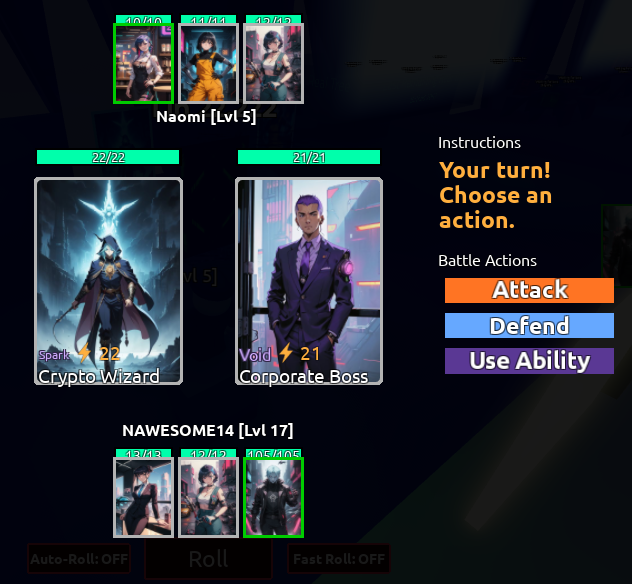 10/10 11/11 12/12
Naomi [Lvl 5]
22/22 21/21
Instructions
Your turn!
Choose an
action.
Battle Actions
Attack
Defend
Use Ability
Spark 22
Crypto Wizard
Void 21
Corporate Boss
NAWESOME14 [Lvl 17]
13/13 12/12 105/105
Auto-Roll: OFF
Roll
Fast Roll: OFF